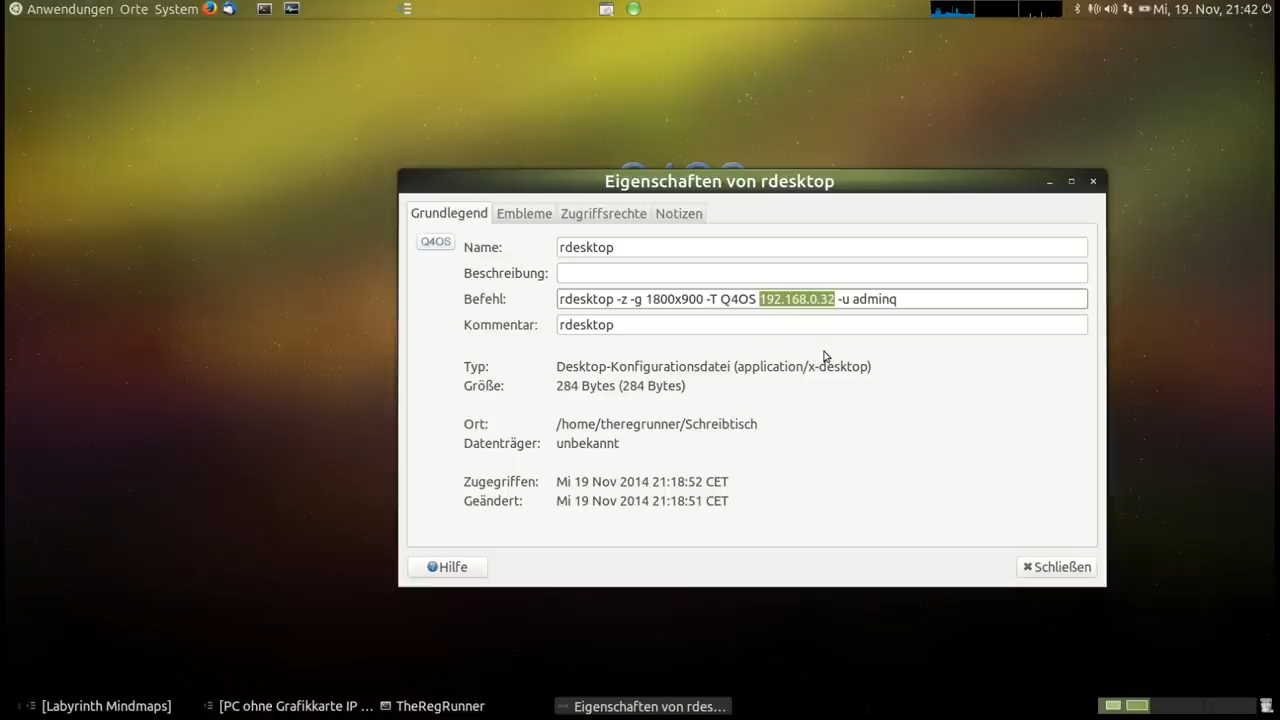 Anwendungen Orte System Mi, 19. Nov, 21:42
Eigenschaften von rdesktop
Grundlegend Embleme Zugriffsrechte Notizen
Q4OS
Name: rdesktop
Beschreibung:
Befehl: rdesktop -z -g 1800x900 -T Q4OS 192.168.0.32 -u adminq
Kommentar: rdesktop
Typ: Desktop-Konfigurationsdatei (application/x-desktop)
Größe: 284 Bytes (284 Bytes)
Ort: /home/theregrunner/Schreibtisch
Datenträger: unbekannt
Zugegriffen: Mi 19 Nov 2014 21:18:52 CET
Geändert: Mi 19 Nov 2014 21:18:51 CET
Hilfe Schließen
[Labyrinth Mindmaps] [PC ohne Grafikkarte IP ... TheRegRunner Eigenschaften von rdes...